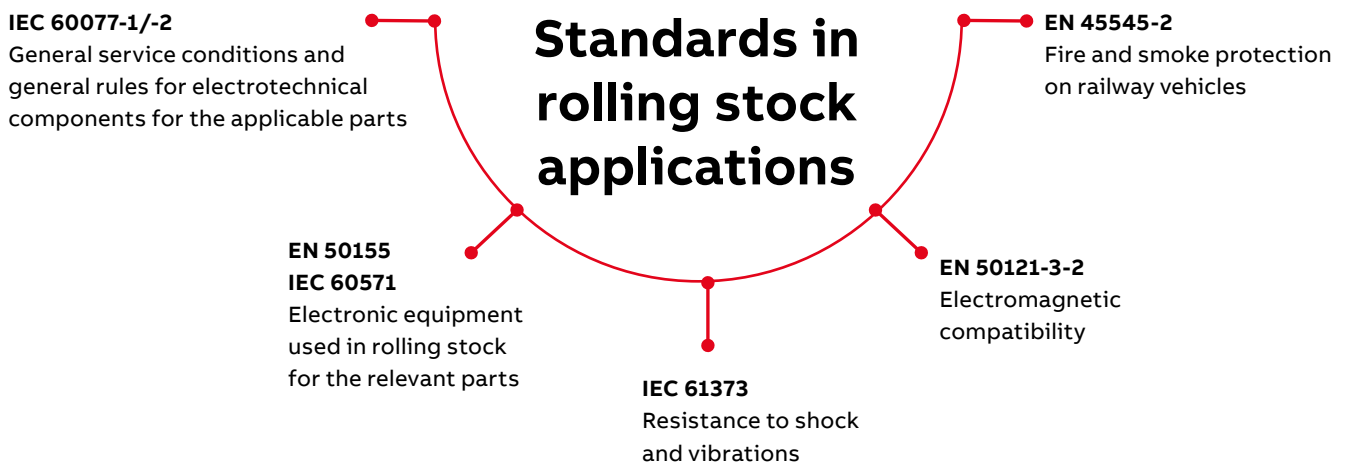 Standards in
rolling stock
applications
IEC 60077-1/-2
General service conditions and
general rules for electrotechnical
components for the applicable parts
EN 50155
IEC 60571
Electronic equipment
used in rolling stock
for the relevant parts
IEC 61373
Resistance to shock
and vibrations
EN 50121-3-2
Electromagnetic
compatibility
EN 45545-2
Fire and smoke protection
on railway vehicles